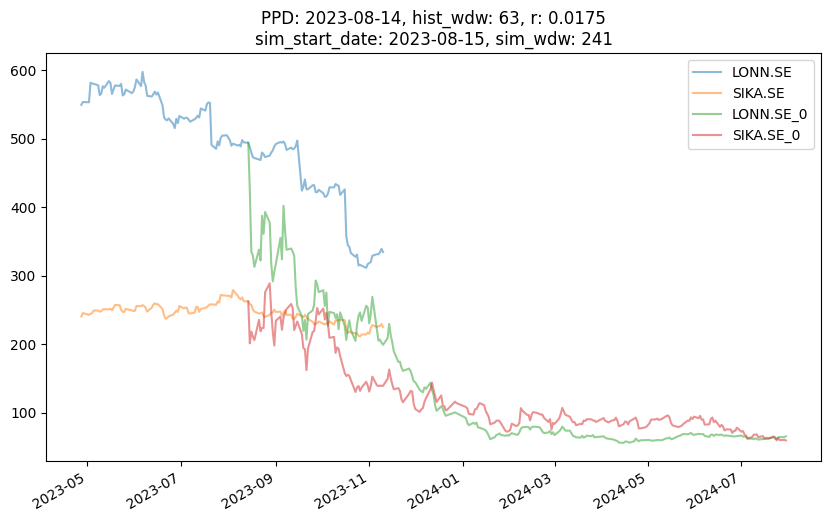 PPD: 2023-08-14, hist_wdw: 63, r: 0.0175
sim_start_date: 2023-08-15, sim_wdw: 241
LONN.SE
SIKA.SE
LONN.SE_0
SIKA.SE_0
600
500
400
300
200
100
2023-05
2023-07
2023-09
2023-11
2024-01
2024-03
2024-05
2024-07